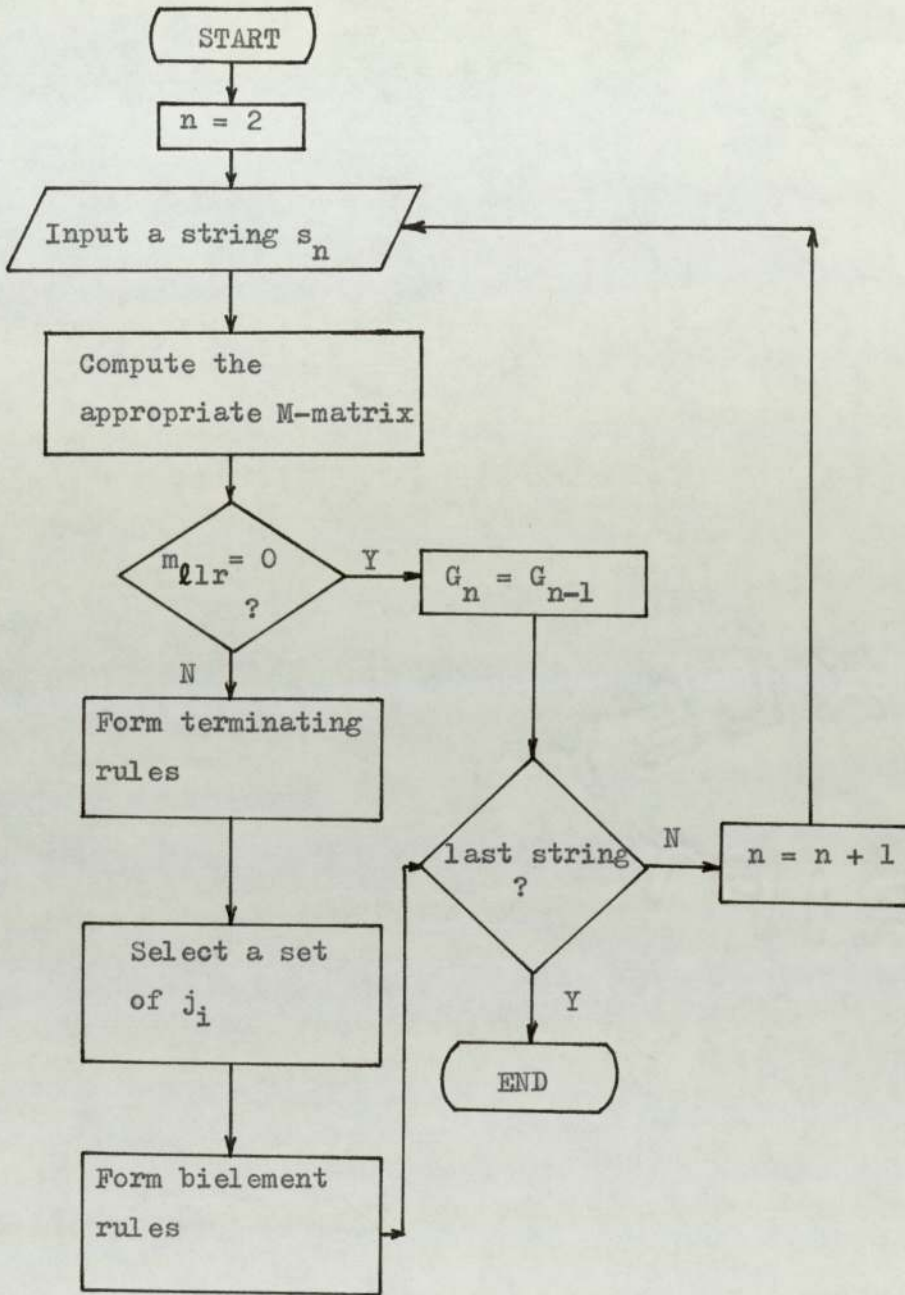 START
n = 2
Input a string s_n
Compute the
appropriate M-matrix
m_ℓ1r = 0
?
Y
G_n = G_n-1
N
Form terminating
rules
last string
?
N
n = n + 1
Select a set
of j_i
Y
END
Form bielement
rules